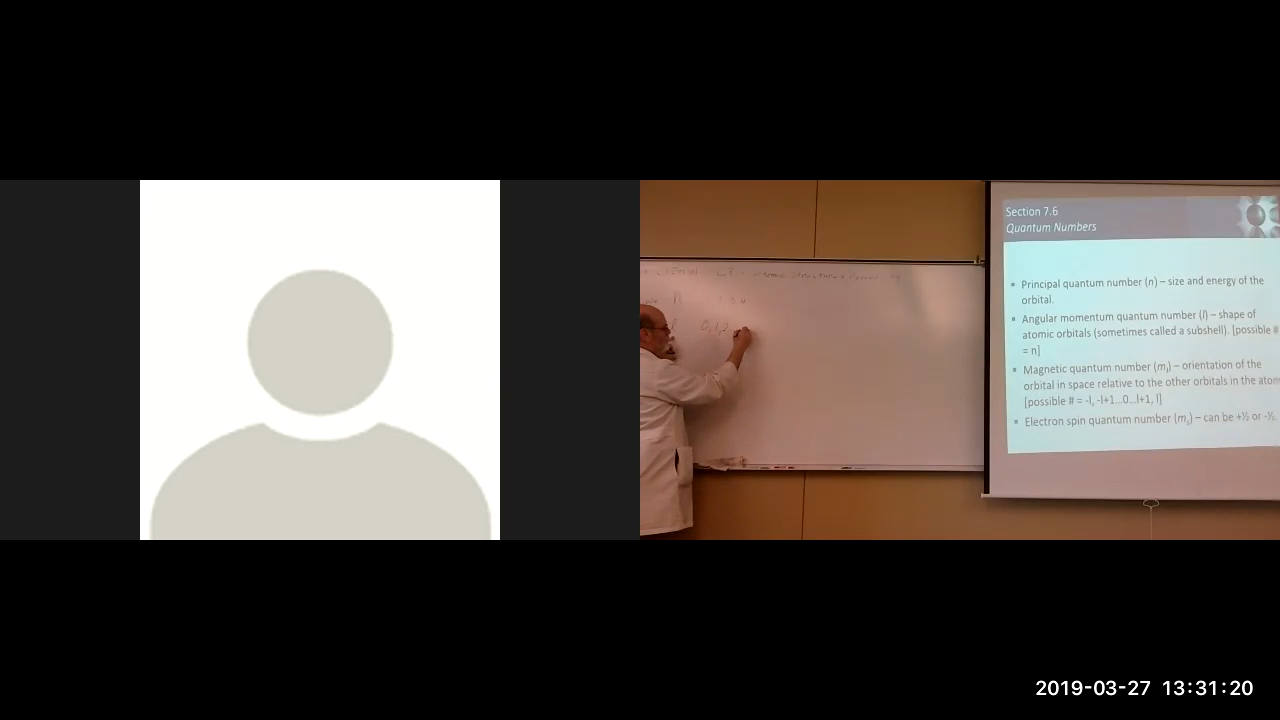 n
l 0, 1, 2
Section 7.6
Quantum Numbers
▪ Principal quantum number (n) – size and energy of the
orbital.
▪ Angular momentum quantum number (l) – shape of
atomic orbitals (sometimes called a subshell). [possible #
= n]
▪ Magnetic quantum number (mₗ) – orientation of the
orbital in space relative to the other orbitals in the atom
[possible # = -l, -l+1...0...l+1, l]
▪ Electron spin quantum number (mₛ) – can be +½ or -½.
2019-03-27 13:31:20